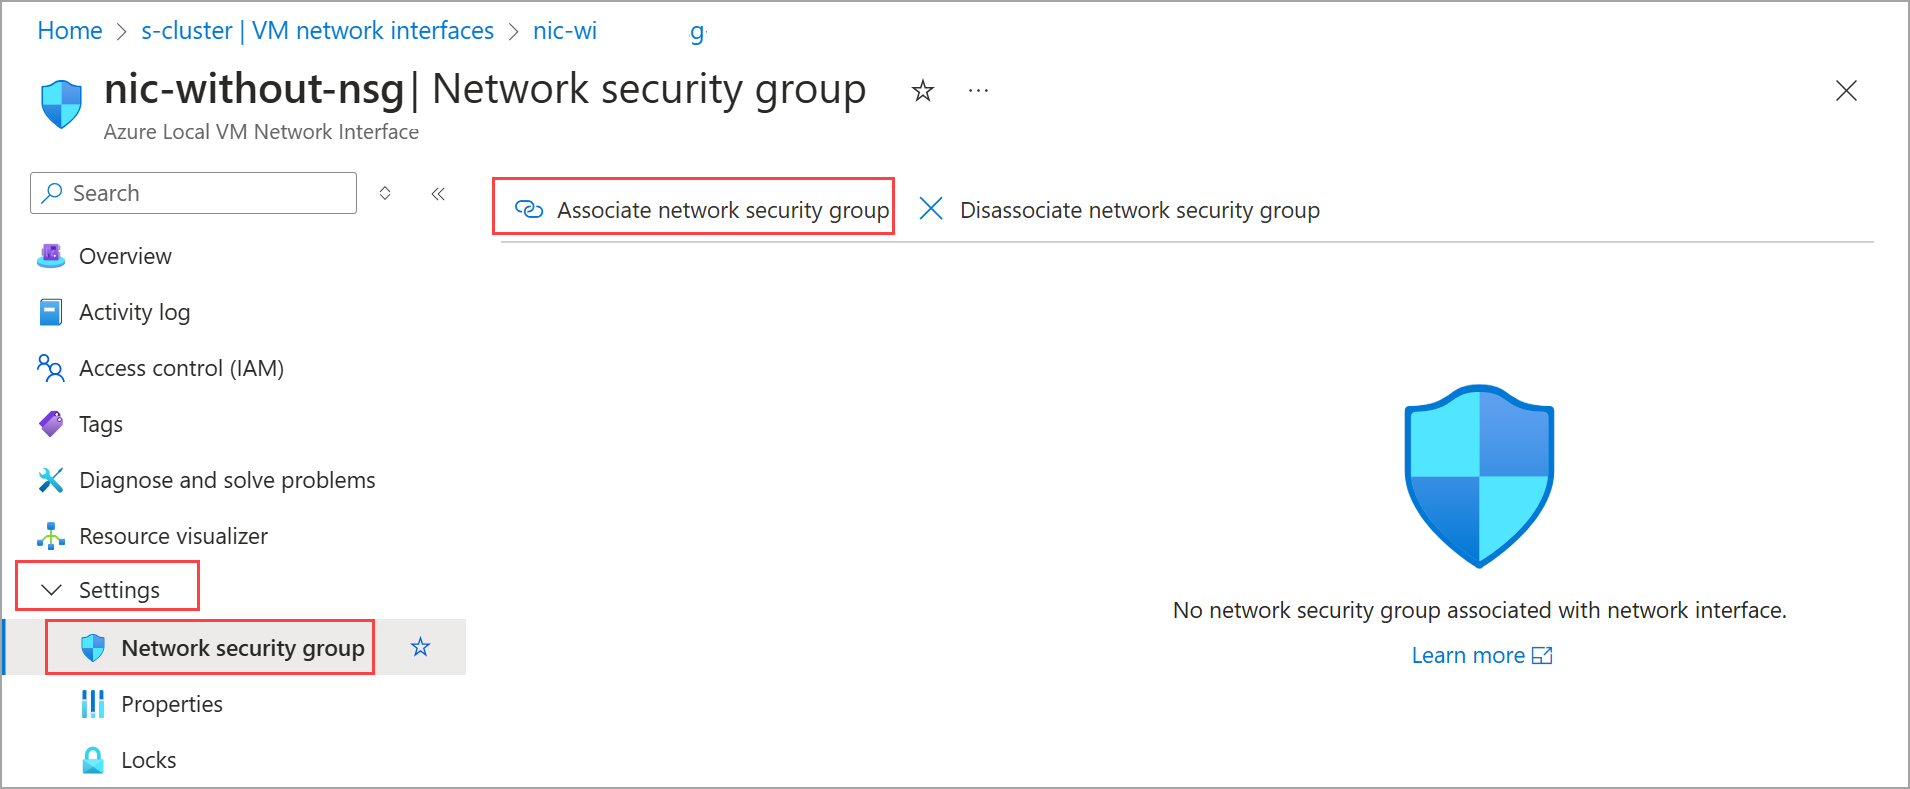 Home > s-cluster | VM network interfaces > nic-wi g
nic-without-nsg | Network security group
Azure Local VM Network Interface
Search
Associate network security group
Disassociate network security group
Overview
Activity log
Access control (IAM)
Tags
Diagnose and solve problems
Resource visualizer
Settings
Network security group
Properties
Locks
No network security group associated with network interface.
Learn more